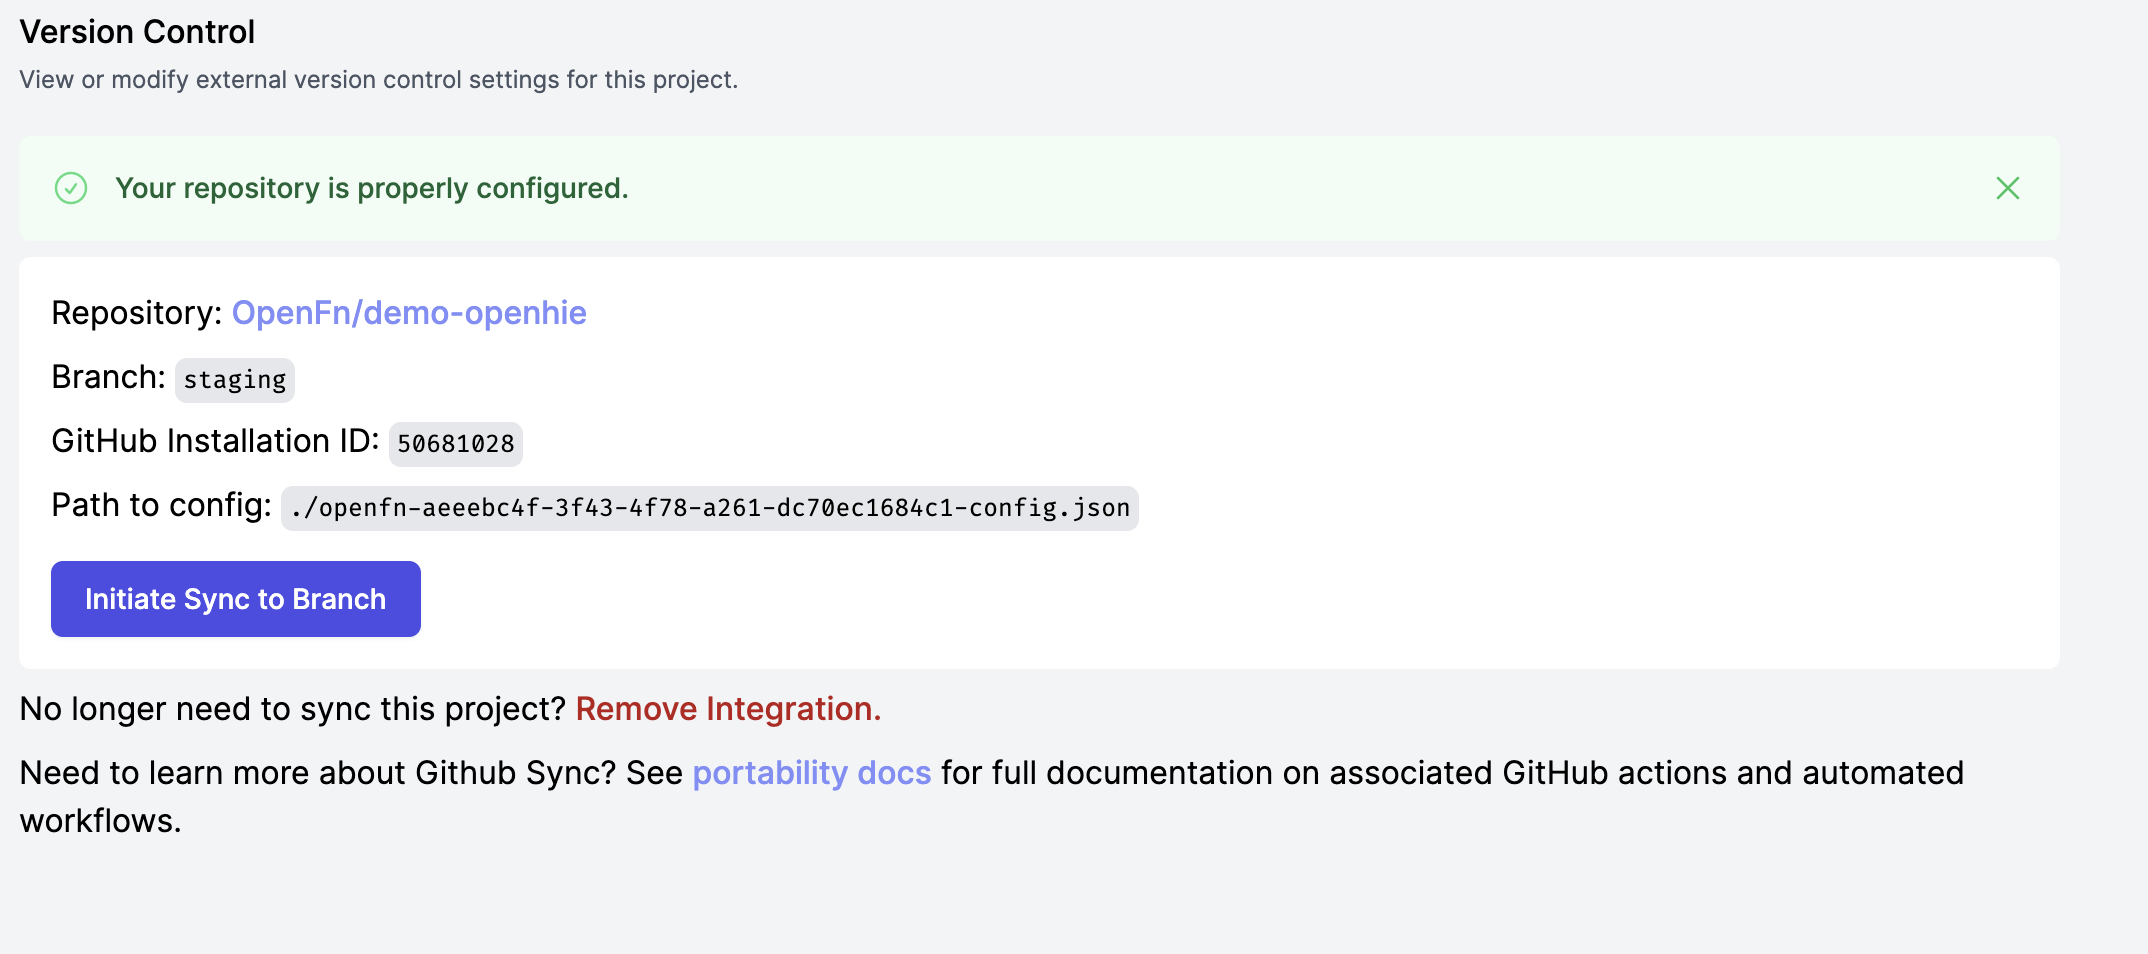 Version Control
View or modify external version control settings for this project.
Your repository is properly configured.
Repository: OpenFn/demo-openhie
Branch: staging
GitHub Installation ID: 50681028
Path to config: ./openfn-aeeebc4f-3f43-4f78-a261-dc70ec1684c1-config.json
Initiate Sync to Branch
No longer need to sync this project? Remove Integration.
Need to learn more about Github Sync? See portability docs for full documentation on associated GitHub actions and automated
workflows.